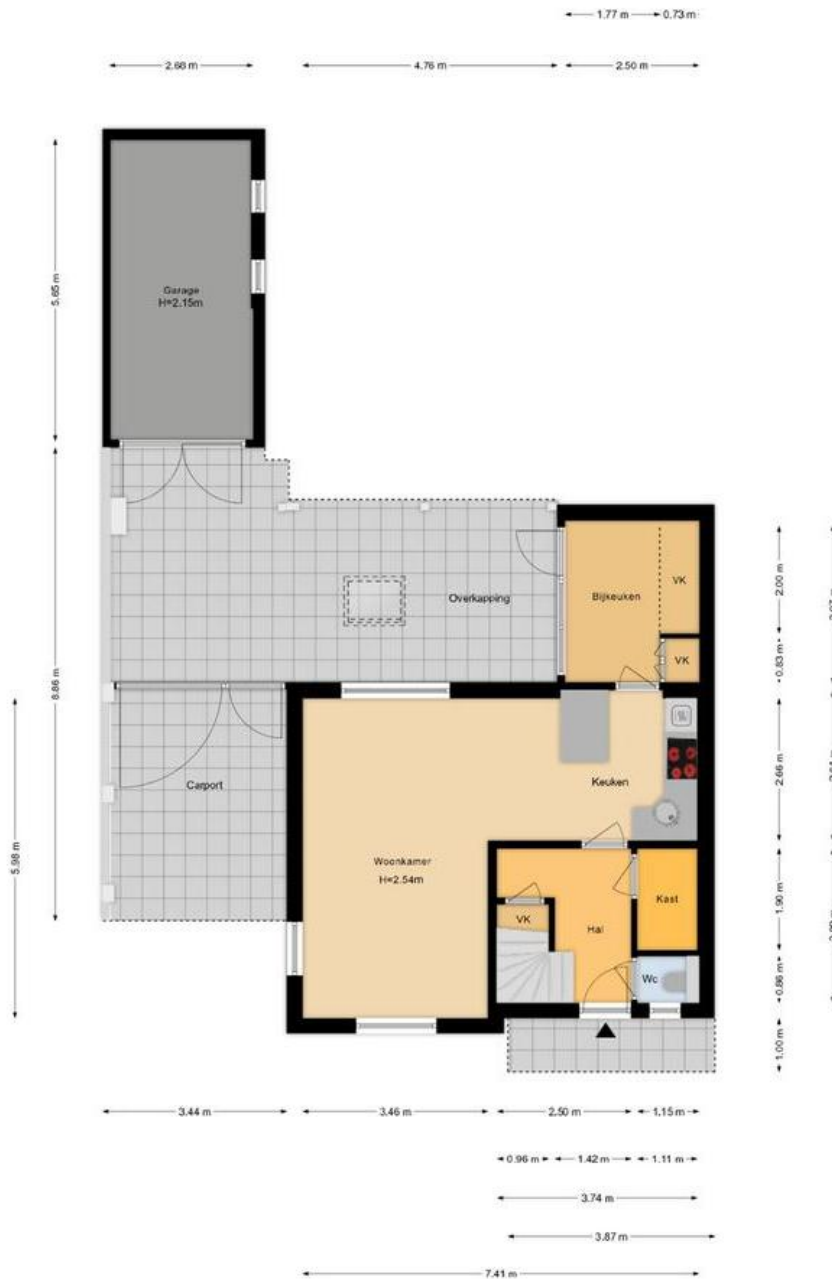 1.77 m 0.73 m
2.68 m 4.76 m 2.50 m
5.65 m
Garage
H=2.15m
8.86 m
Overkapping
Bijkeuken
VK
2.00 m
VK
0.83 m
Carport
Keuken
2.66 m
5.98 m
Woonkamer
H=2.54m
VK
Hal
Kast
1.90 m
Wc
0.86 m
1.00 m
3.44 m 3.46 m 2.50 m 1.15 m
0.96 m 1.42 m 1.11 m
3.74 m
3.87 m
7.41 m